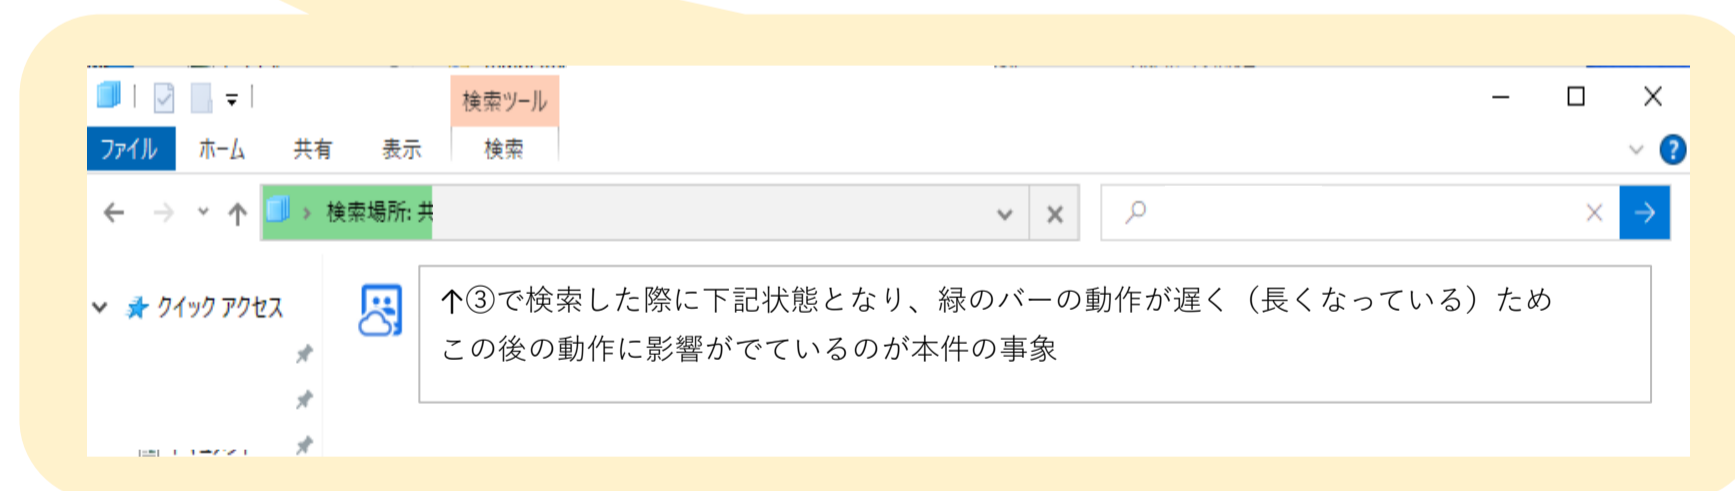 検索ツール
ファイル ホーム 共有 表示 検索
検索場所: 共
クイック アクセス
↑③で検索した際に下記状態となり、緑のバーの動作が遅く（長くなっている）ため
この後の動作に影響がでているのが本件の事象